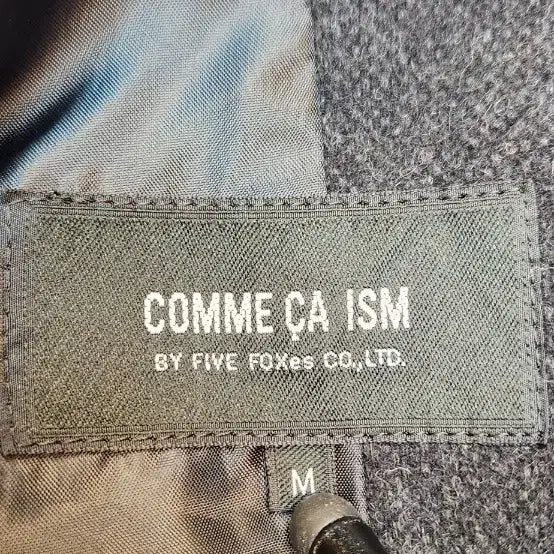 COMME ÇA ISM
BY FIVE FOXes CO.,LTD.
M